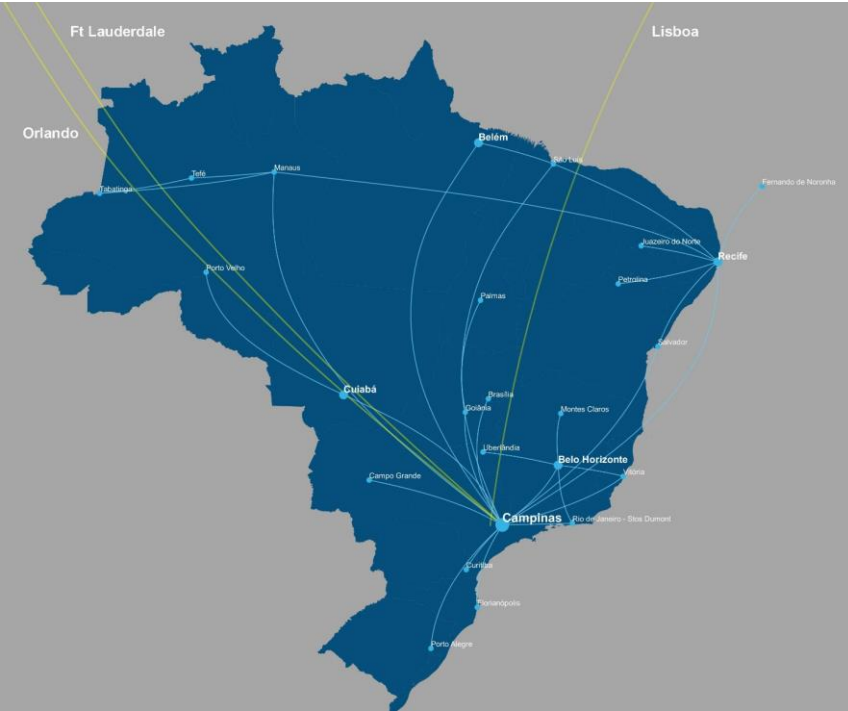 Ft Lauderdale
Lisboa
Orlando
Belém
São Luis
Tefé
Manaus
Tabatinga
Fernando de Noronha
Juazeiro do Norte
Recife
Porto Velho
Petrolina
Palmas
Salvador
Cuiabá
Brasília
Goiânia
Montes Claros
Uberlândia
Belo Horizonte
Campo Grande
Vitória
Campinas
Rio de Janeiro - Stos Dumont
Curitiba
Florianópolis
Porto Alegre